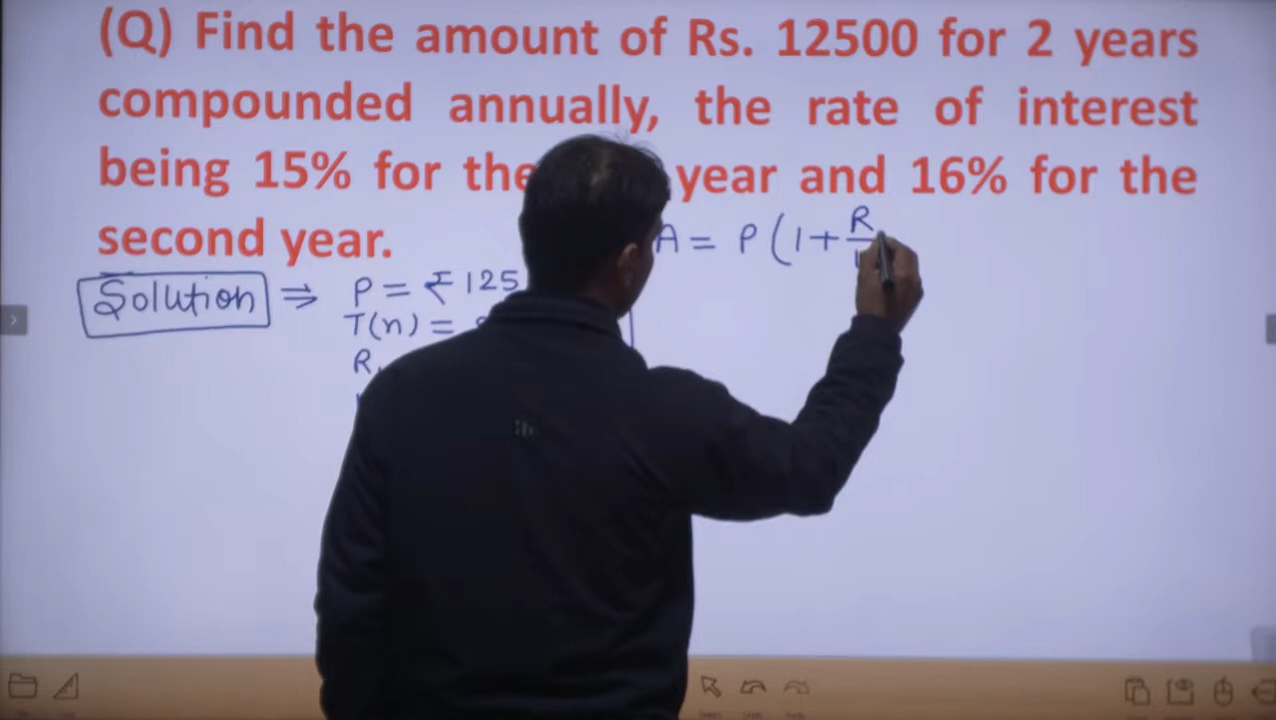 (Q) Find the amount of Rs. 12500 for 2 years
compounded annually, the rate of interest
being 15% for the year and 16% for the
second year.
A = P (1+ R
Solution ⇒ P = ₹ 125
T(n) =
R